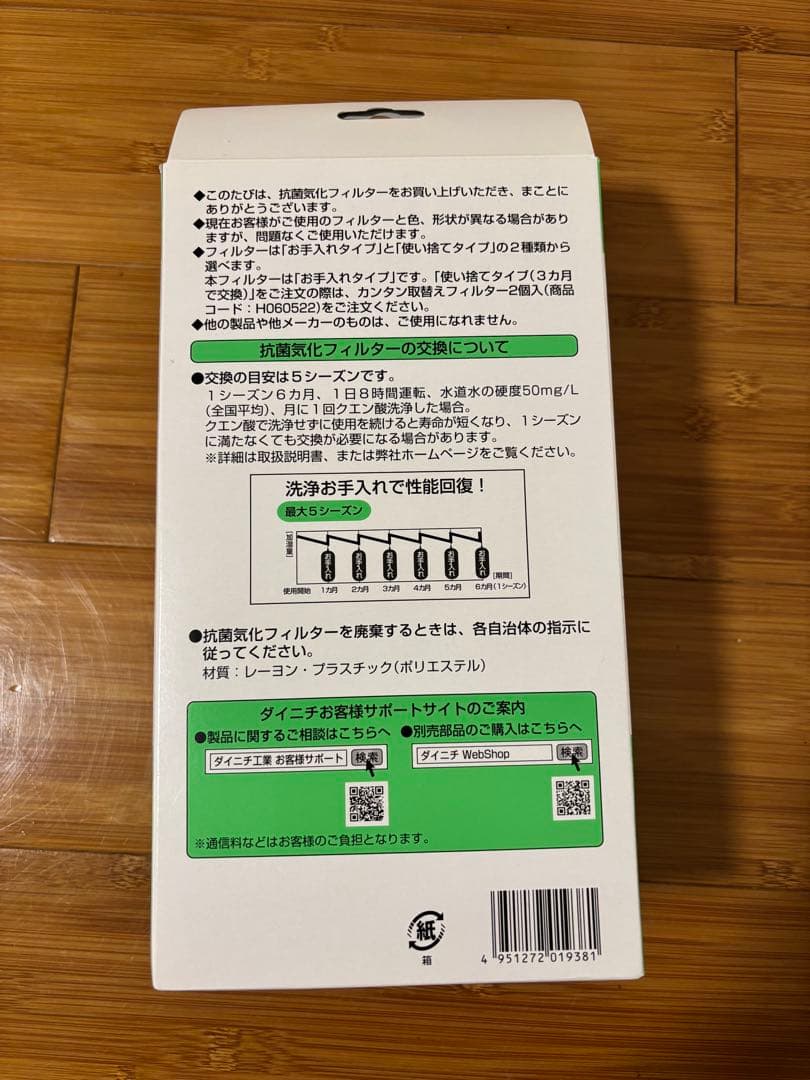 ◆このたびは、抗菌気化フィルターをお買い上げいただき、まことに
ありがとうございます。
◆現在お客様がご使用のフィルターと色、形状が異なる場合があり
ますが、問題なくご使用いただけます。
◆フィルターは「お手入れタイプ」と「使い捨てタイプ」の２種類から
選べます。
本フィルターは「お手入れタイプ」です。「使い捨てタイプ（３カ月
で交換）」をご注文の際は、カンタン取替えフィルター2個入（商品
コード：H060522）をご注文ください。
◆他の製品や他メーカーのものは、ご使用になれません。
抗菌気化フィルターの交換について
●交換の目安は５シーズンです。
１シーズン６カ月、１日８時間運転、水道水の硬度50mg/L
（全国平均）、月に１回クエン酸洗浄した場合。
クエン酸で洗浄せずに使用を続けると寿命が短くなり、１シーズン
に満たなくても交換が必要になる場合があります。
※詳細は取扱説明書、または弊社ホームページをご覧ください。
洗浄お手入れで性能回復！
最大５シーズン
［加湿量］
お手入れ お手入れ お手入れ お手入れ お手入れ お手入れ
［期間］
使用開始 1カ月 2カ月 3カ月 4カ月 5カ月 6カ月（1シーズン）
●抗菌気化フィルターを廃棄するときは、各自治体の指示に
従ってください。
材質：レーヨン・プラスチック（ポリエステル）
ダイニチお客様サポートサイトのご案内
●製品に関するご相談はこちらへ ●別売部品のご購入はこちらへ
ダイニチ工業 お客様サポート 検索 ダイニチ WebShop 検索
※通信料などはお客様のご負担となります。
紙
箱
4 951272 019381